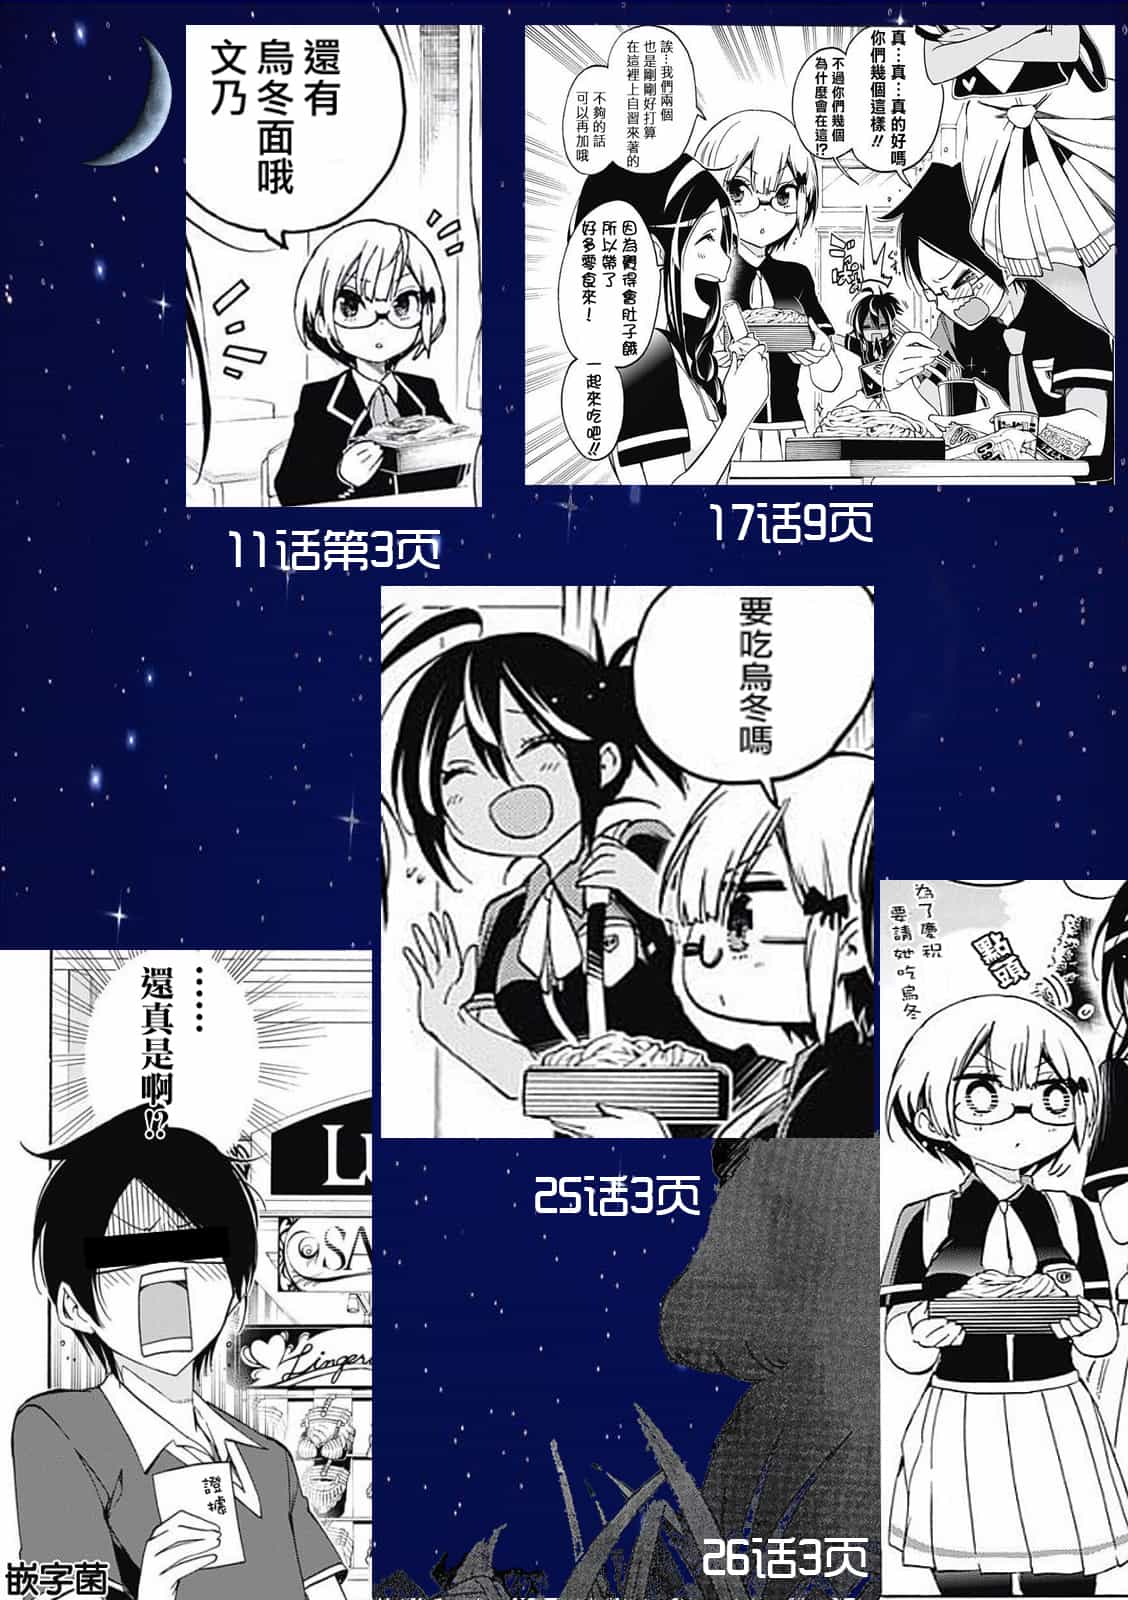 還有
烏冬面哦
文乃
真…真…真的好嗎
你們幾個這樣!!
不過你們幾個
為什麼會在這!?
誒…我們兩個
也是剛剛好打算
在這裡上自習來著的
不夠的話
可以再加哦
因為覺得會肚子餓
所以帶了
好多零食來!
一起來吃吧!!
11话第3页
17话9页
要吃烏冬嗎
25话3页
為了慶祝
要請她吃烏冬
點頭
……
還真是啊!?
SA
Linger
證據
26话3页
嵌字菌